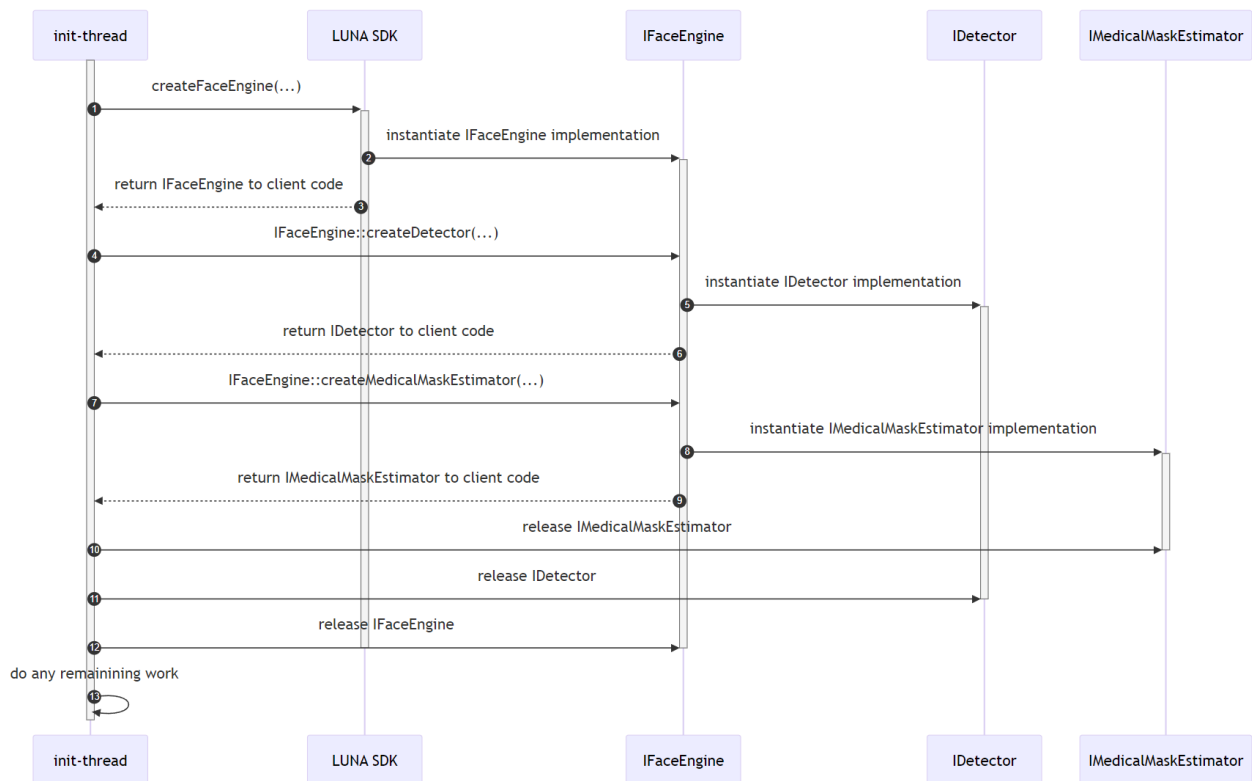 init-thread LUNA SDK IFaceEngine IDetector IMedicalMaskEstimator
createFaceEngine(...)
1
instantiate IFaceEngine implementation
2
return IFaceEngine to client code
3
IFaceEngine::createDetector(...)
4
instantiate IDetector implementation
5
return IDetector to client code
6
IFaceEngine::createMedicalMaskEstimator(...)
7
instantiate IMedicalMaskEstimator implementation
8
return IMedicalMaskEstimator to client code
9
release IMedicalMaskEstimator
10
release IDetector
11
release IFaceEngine
12
do any remainining work
13
init-thread LUNA SDK IFaceEngine IDetector IMedicalMaskEstimator